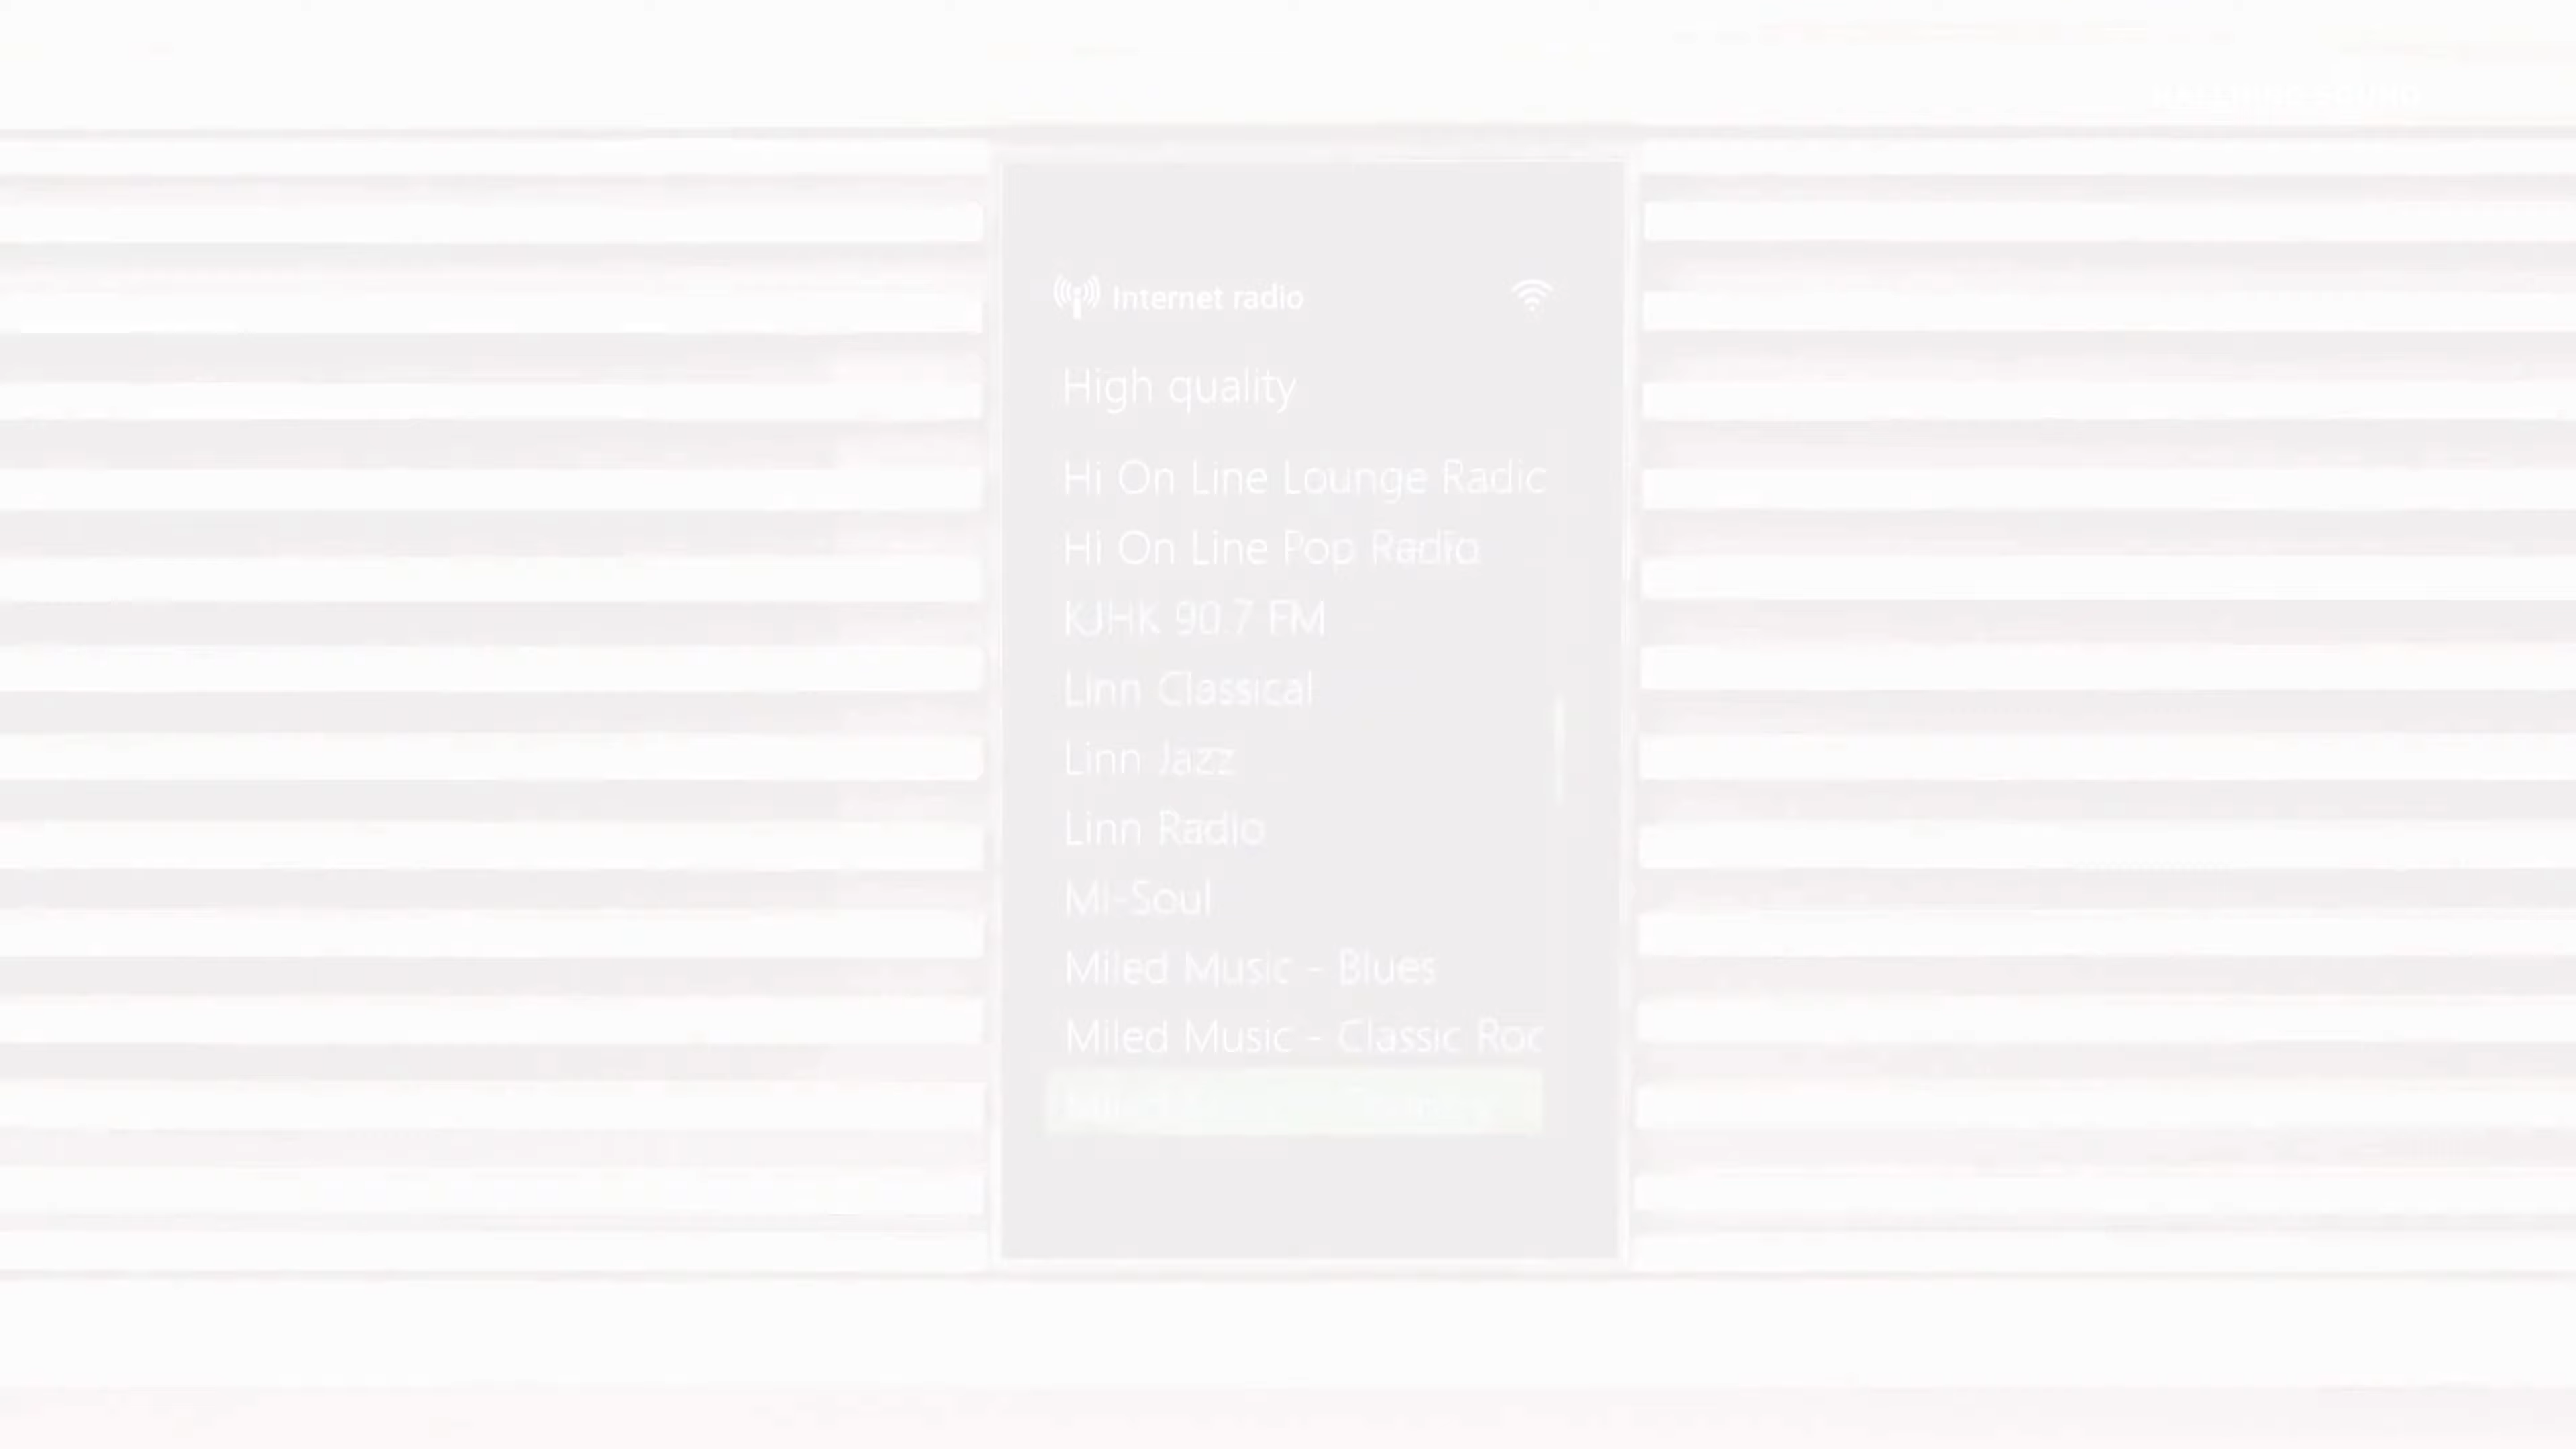 Internet radio
High quality
Hi On Line Lounge Radio
Hi On Line Pop Radio
KJHK 90.7 FM
Linn Classical
Linn Jazz
Linn Radio
Mi-Soul
Miled Music - Blues
Miled Music - Classic Roc